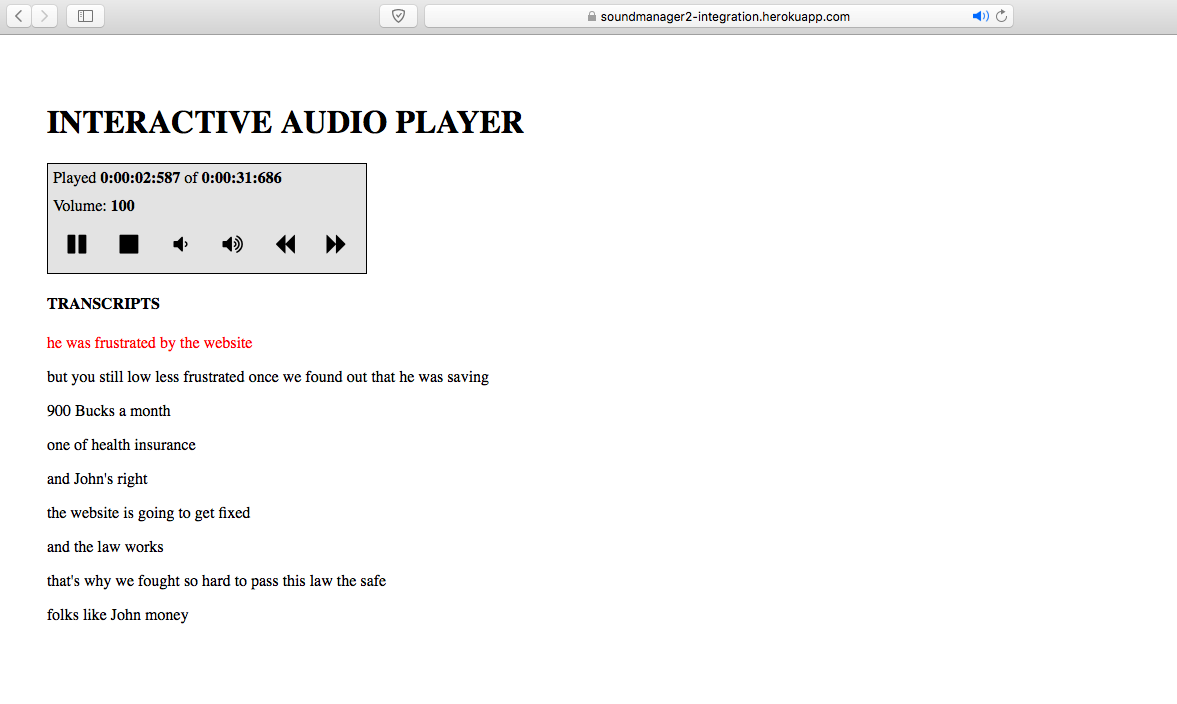 soundmanager2-integration.herokuapp.com
INTERACTIVE AUDIO PLAYER
Played 0:00:02:587 of 0:00:31:686
Volume: 100
TRANSCRIPTS
he was frustrated by the website
but you still low less frustrated once we found out that he was saving
900 Bucks a month
one of health insurance
and John's right
the website is going to get fixed
and the law works
that's why we fought so hard to pass this law the safe
folks like John money